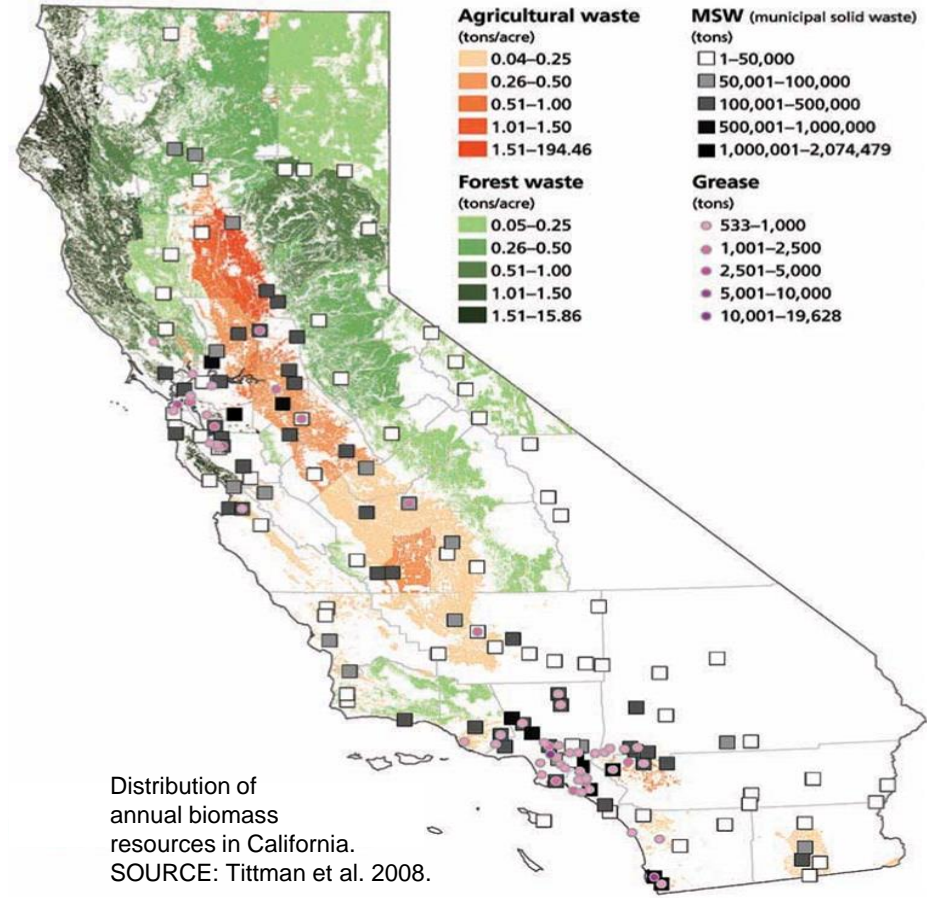 Agricultural waste
(tons/acre)
0.04–0.25
0.26–0.50
0.51–1.00
1.01–1.50
1.51–194.46
Forest waste
(tons/acre)
0.05–0.25
0.26–0.50
0.51–1.00
1.01–1.50
1.51–15.86
MSW (municipal solid waste)
(tons)
1–50,000
50,001–100,000
100,001–500,000
500,001–1,000,000
1,000,001–2,074,479
Grease
(tons)
533–1,000
1,001–2,500
2,501–5,000
5,001–10,000
10,001–19,628
Distribution of
annual biomass
resources in California.
SOURCE: Tittman et al. 2008.